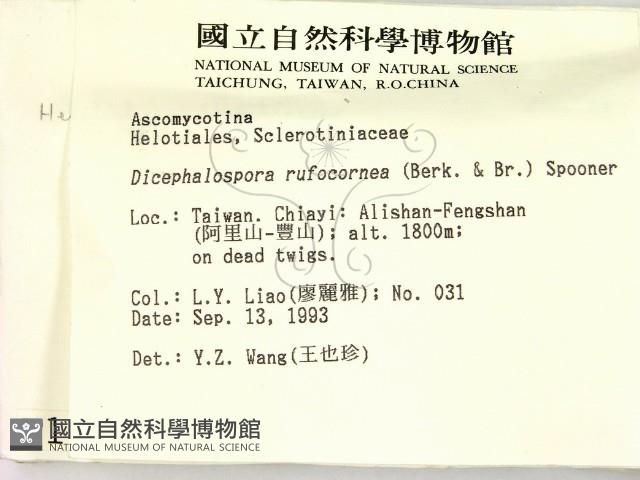 國立自然科學博物館
NATIONAL MUSEUM OF NATURAL SCIENCE
TAICHUNG, TAIWAN, R.O.CHINA
He
Ascomycotina
Helotiales, Sclerotiniaceae
Dicephalospora rufocornea (Berk. & Br.) Spooner
Loc.: Taiwan. Chiayi: Alishan-Fengshan
(阿里山-豐山); alt. 1800m;
on dead twigs.
Col.: L.Y. Liao(廖麗雅); No. 031
Date: Sep. 13, 1993
Det.: Y.Z. Wang(王也珍)
1
國立自然科學博物館
NATIONAL MUSEUM OF NATURAL SCIENCE